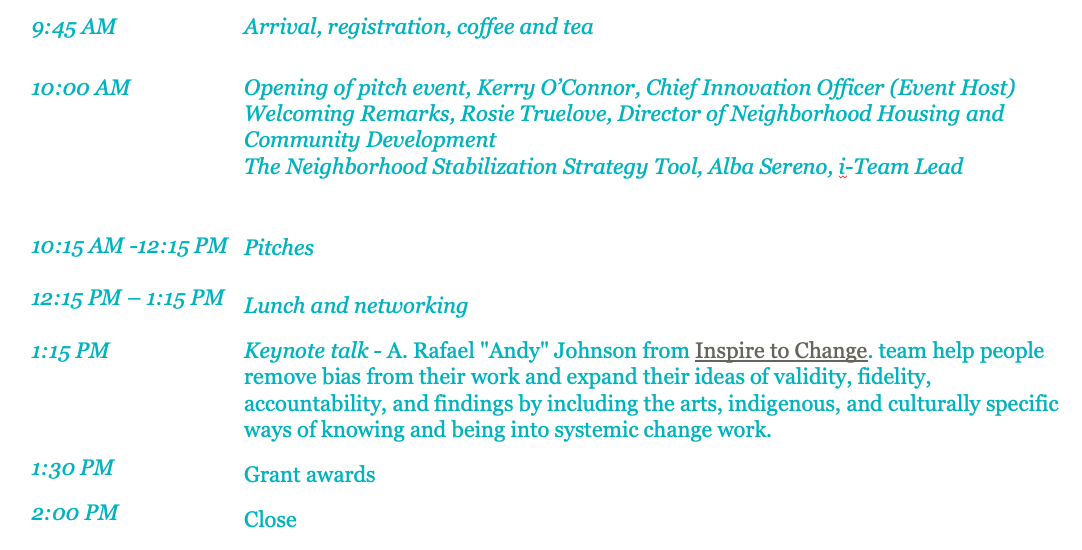 9:45 AM Arrival, registration, coffee and tea
10:00 AM Opening of pitch event, Kerry O’Connor, Chief Innovation Officer (Event Host)
Welcoming Remarks, Rosie Truelove, Director of Neighborhood Housing and
Community Development
The Neighborhood Stabilization Strategy Tool, Alba Sereno, i-Team Lead
10:15 AM -12:15 PM Pitches
12:15 PM – 1:15 PM Lunch and networking
1:15 PM Keynote talk - A. Rafael "Andy" Johnson from Inspire to Change. team help people
remove bias from their work and expand their ideas of validity, fidelity,
accountability, and findings by including the arts, indigenous, and culturally specific
ways of knowing and being into systemic change work.
1:30 PM Grant awards
2:00 PM Close